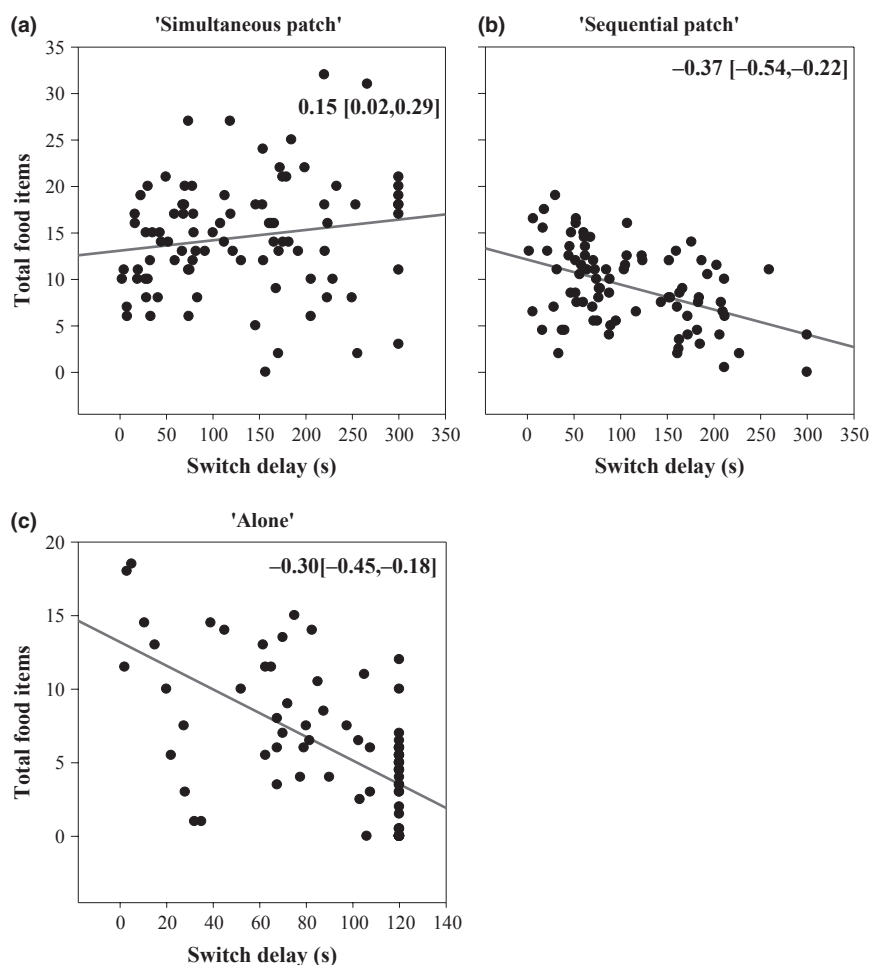 (a)
'Simultaneous patch'
35
30
25
20
15
10
5
0
Total food items
0.15 [0.02,0.29]
0 50 100 150 200 250 300 350
Switch delay (s)
(b)
'Sequential patch'
–0.37 [–0.54,–0.22]
0 50 100 150 200 250 300 350
Switch delay (s)
(c)
'Alone'
20
15
10
5
0
Total food items
–0.30[–0.45,–0.18]
0 20 40 60 80 100 120 140
Switch delay (s)